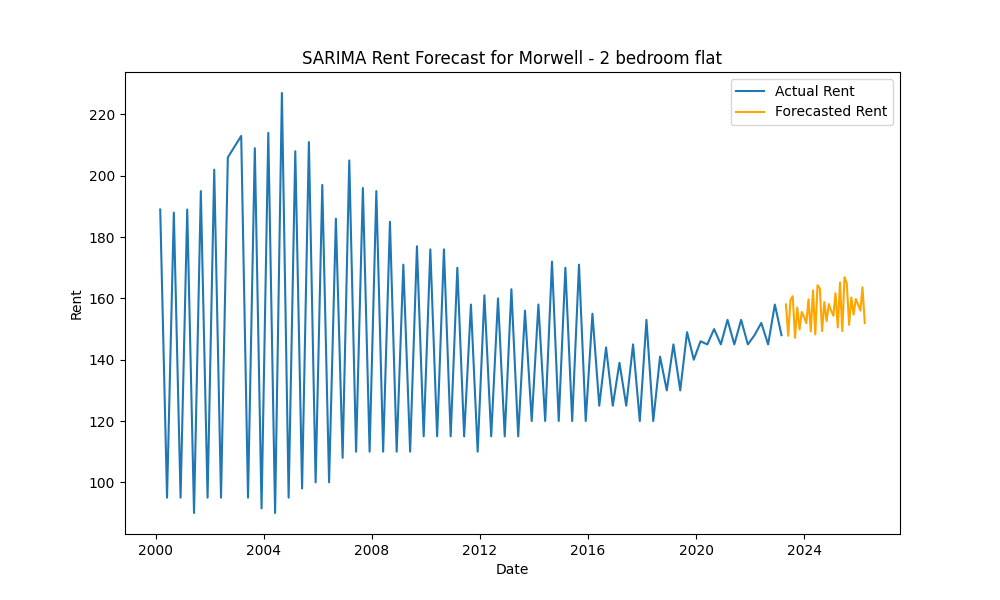 SARIMA Rent Forecast for Morwell - 2 bedroom flat
Actual Rent
Forecasted Rent
220
200
180
160
140
120
100
Rent
2000 2004 2008 2012 2016 2020 2024
Date